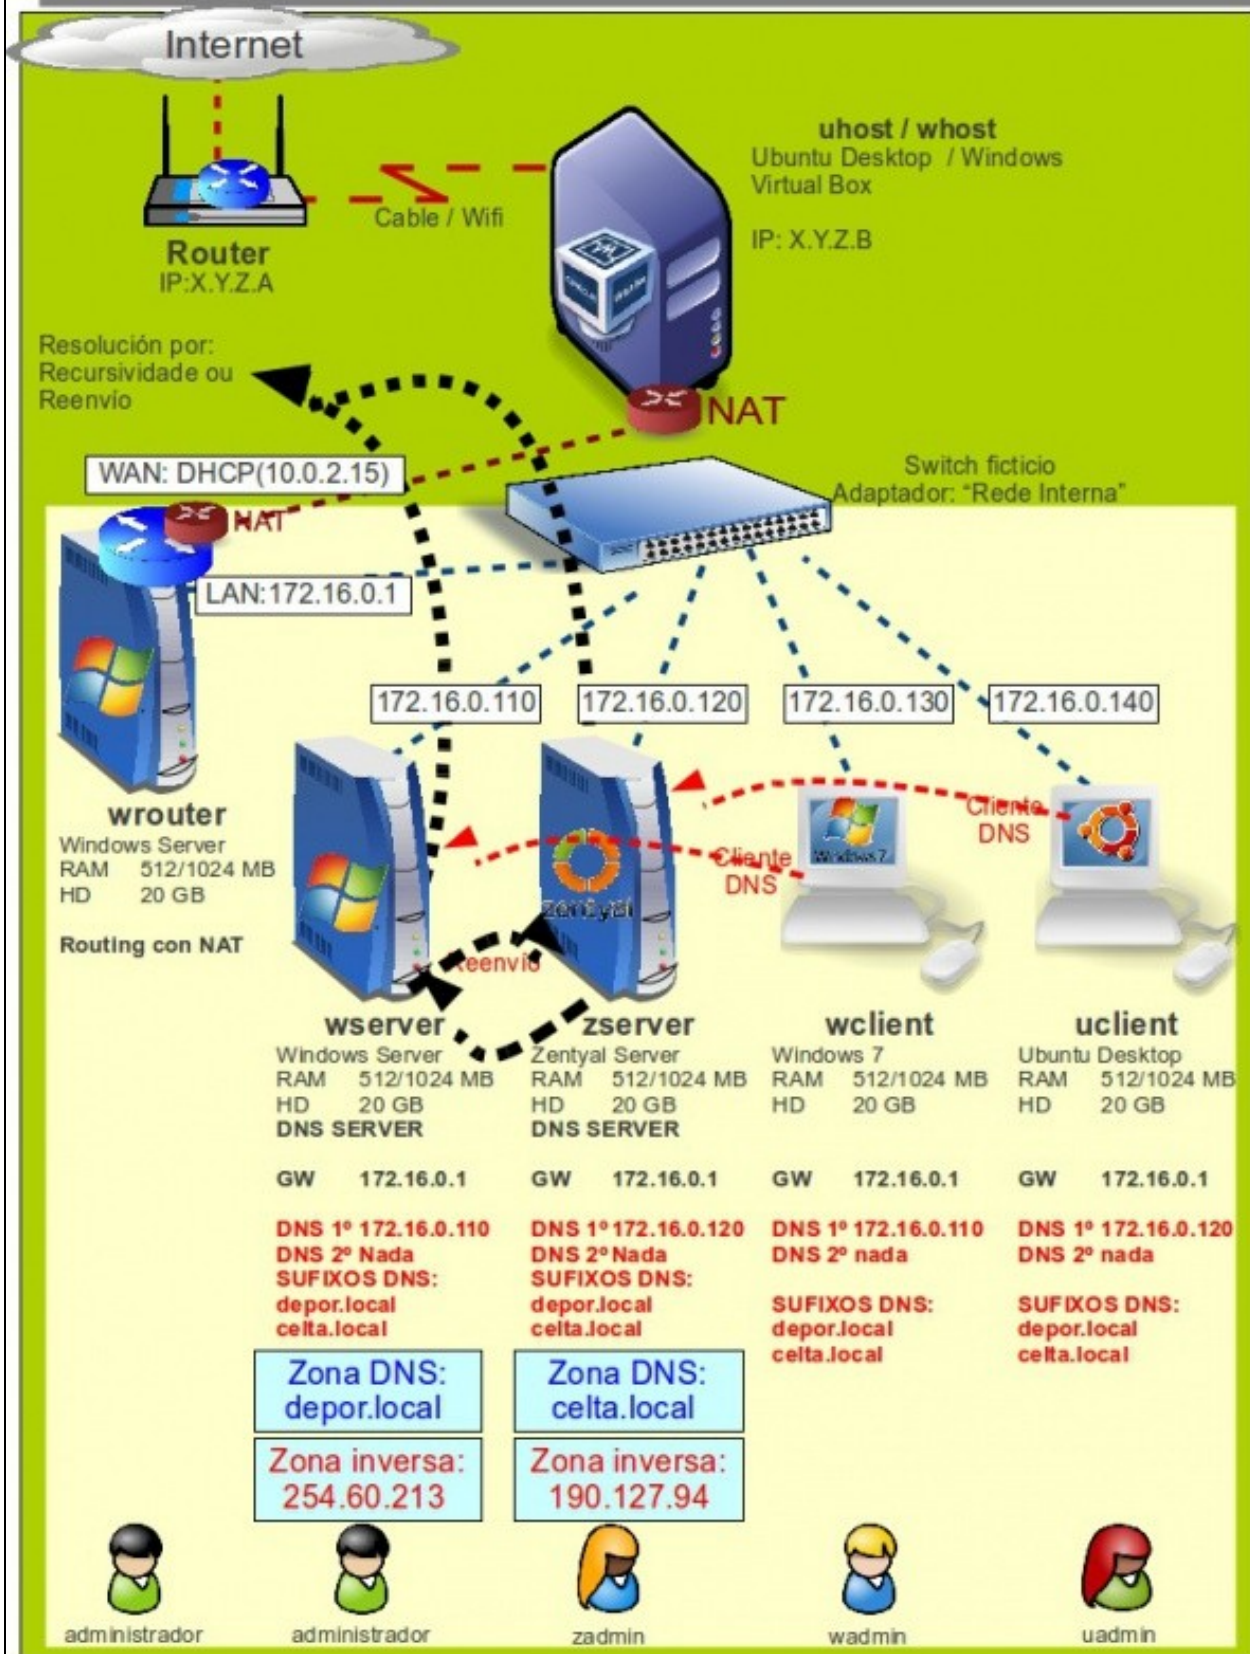 Internet
uhost / whost
Ubuntu Desktop / Windows
Virtual Box
IP: X.Y.Z.B
Cable / Wifi
Router
IP:X.Y.Z.A
Resolución por:
Recursividade ou
Reenvío
NAT
WAN: DHCP(10.0.2.15)
Switch ficticio
Adaptador: “Rede Interna”
NAT
LAN:172.16.0.1
172.16.0.110
172.16.0.120
172.16.0.130
172.16.0.140
wrouter
Windows Server
RAM 512/1024 MB
HD 20 GB
Routing con NAT
Cliente
DNS
Cliente
DNS
Windows 7
zentyal
Reenvío
wserver
Windows Server
RAM 512/1024 MB
HD 20 GB
DNS SERVER
GW 172.16.0.1
DNS 1º 172.16.0.110
DNS 2º Nada
SUFIXOS DNS:
depor.local
celta.local
Zona DNS:
depor.local
Zona inversa:
254.60.213
zserver
Zentyal Server
RAM 512/1024 MB
HD 20 GB
DNS SERVER
GW 172.16.0.1
DNS 1º 172.16.0.120
DNS 2º Nada
SUFIXOS DNS:
depor.local
celta.local
Zona DNS:
celta.local
Zona inversa:
190.127.94
wclient
Windows 7
RAM 512/1024 MB
HD 20 GB
GW 172.16.0.1
DNS 1º 172.16.0.110
DNS 2º nada
SUFIXOS DNS:
depor.local
celta.local
uclient
Ubuntu Desktop
RAM 512/1024 MB
HD 20 GB
GW 172.16.0.1
DNS 1º 172.16.0.120
DNS 2º nada
SUFIXOS DNS:
depor.local
celta.local
administrador
administrador
zadmin
wadmin
uadmin